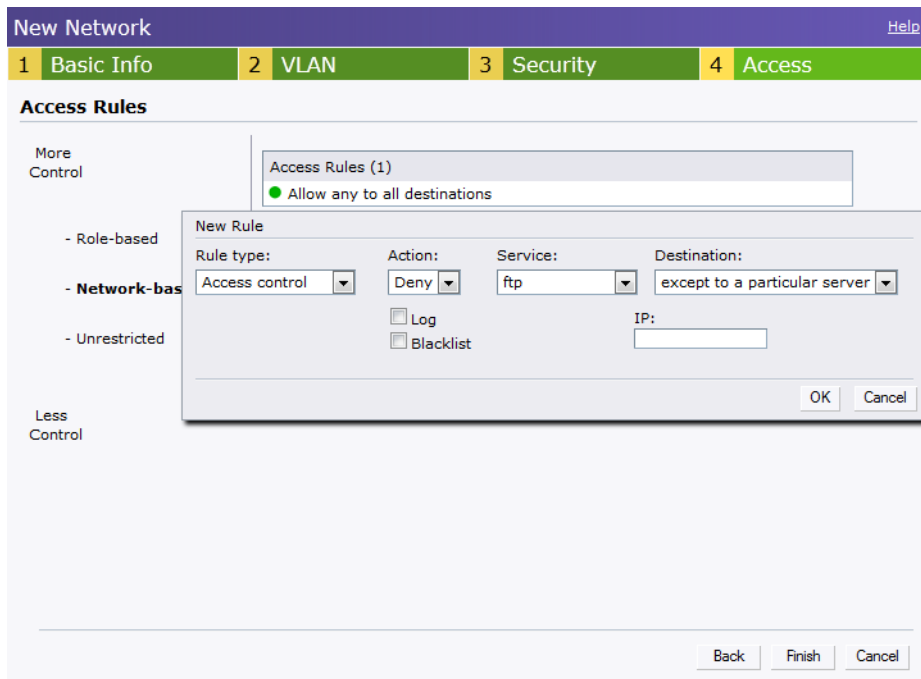 New Network Help
1 Basic Info 2 VLAN 3 Security 4 Access
Access Rules
More
Control
Access Rules (1)
Allow any to all destinations
- Role-based
- Network-bas
- Unrestricted
Less
Control
New Rule
Rule type: Action: Service: Destination:
Access control Deny ftp except to a particular server
Log IP:
Blacklist
OK Cancel
Back Finish Cancel